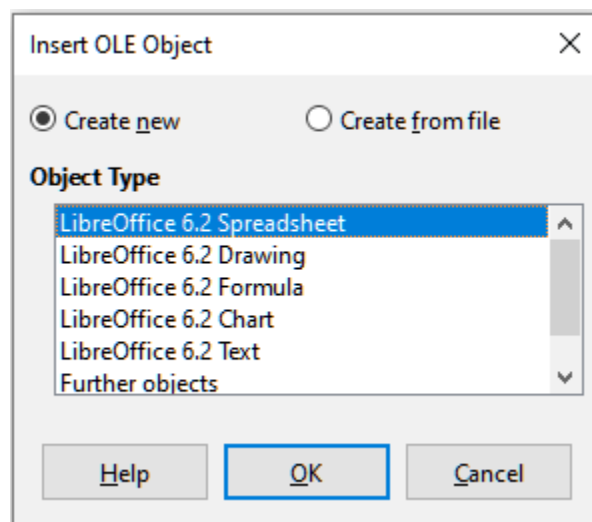 Insert OLE Object
Create new
Create from file
Object Type
LibreOffice 6.2 Spreadsheet
LibreOffice 6.2 Drawing
LibreOffice 6.2 Formula
LibreOffice 6.2 Chart
LibreOffice 6.2 Text
Further objects
Help
OK
Cancel